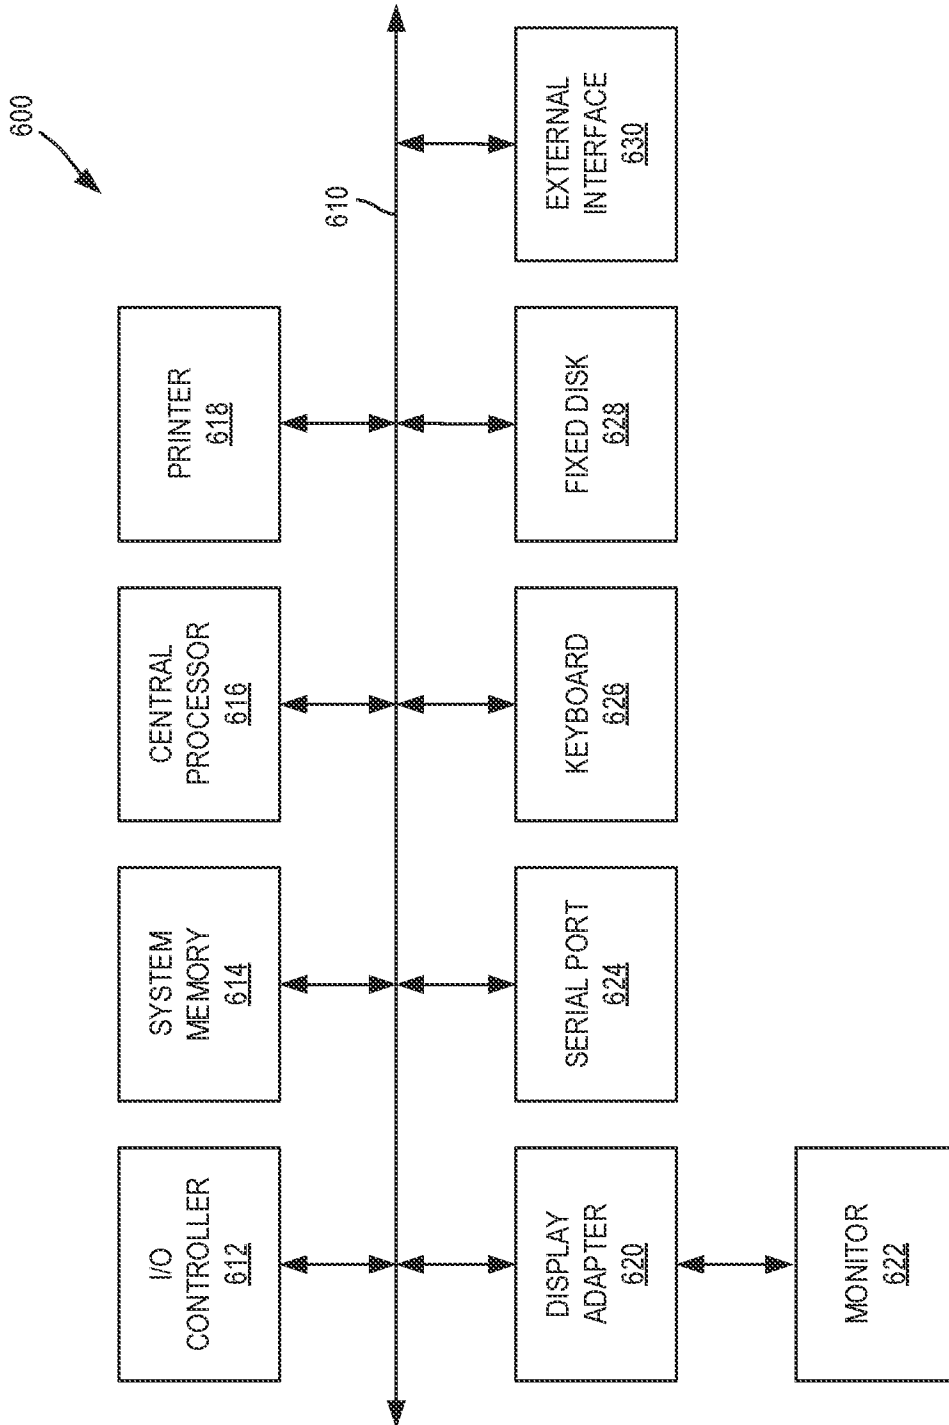 600
610
I/O
CONTROLLER
612
SYSTEM
MEMORY
614
CENTRAL
PROCESSOR
616
PRINTER
618
DISPLAY
ADAPTER
620
SERIAL PORT
624
KEYBOARD
626
FIXED DISK
628
EXTERNAL
INTERFACE
630
MONITOR
622